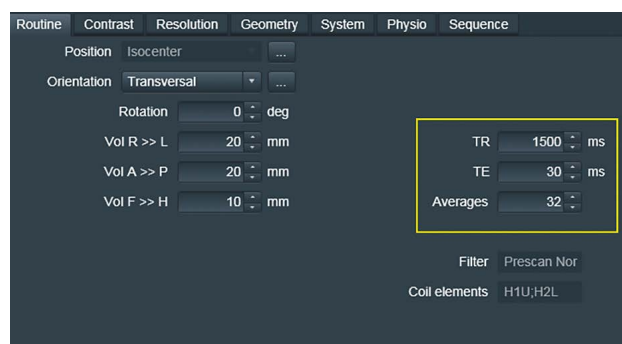 Routine Contrast Resolution Geometry System Physio Sequence
Position Isocenter ...
Orientation Transversal ...
Rotation 0 deg
Vol R >> L 20 mm TR 1500 ms
Vol A >> P 20 mm TE 30 ms
Vol F >> H 10 mm Averages 32
Filter Prescan Nor
Coil elements H1U;H2L